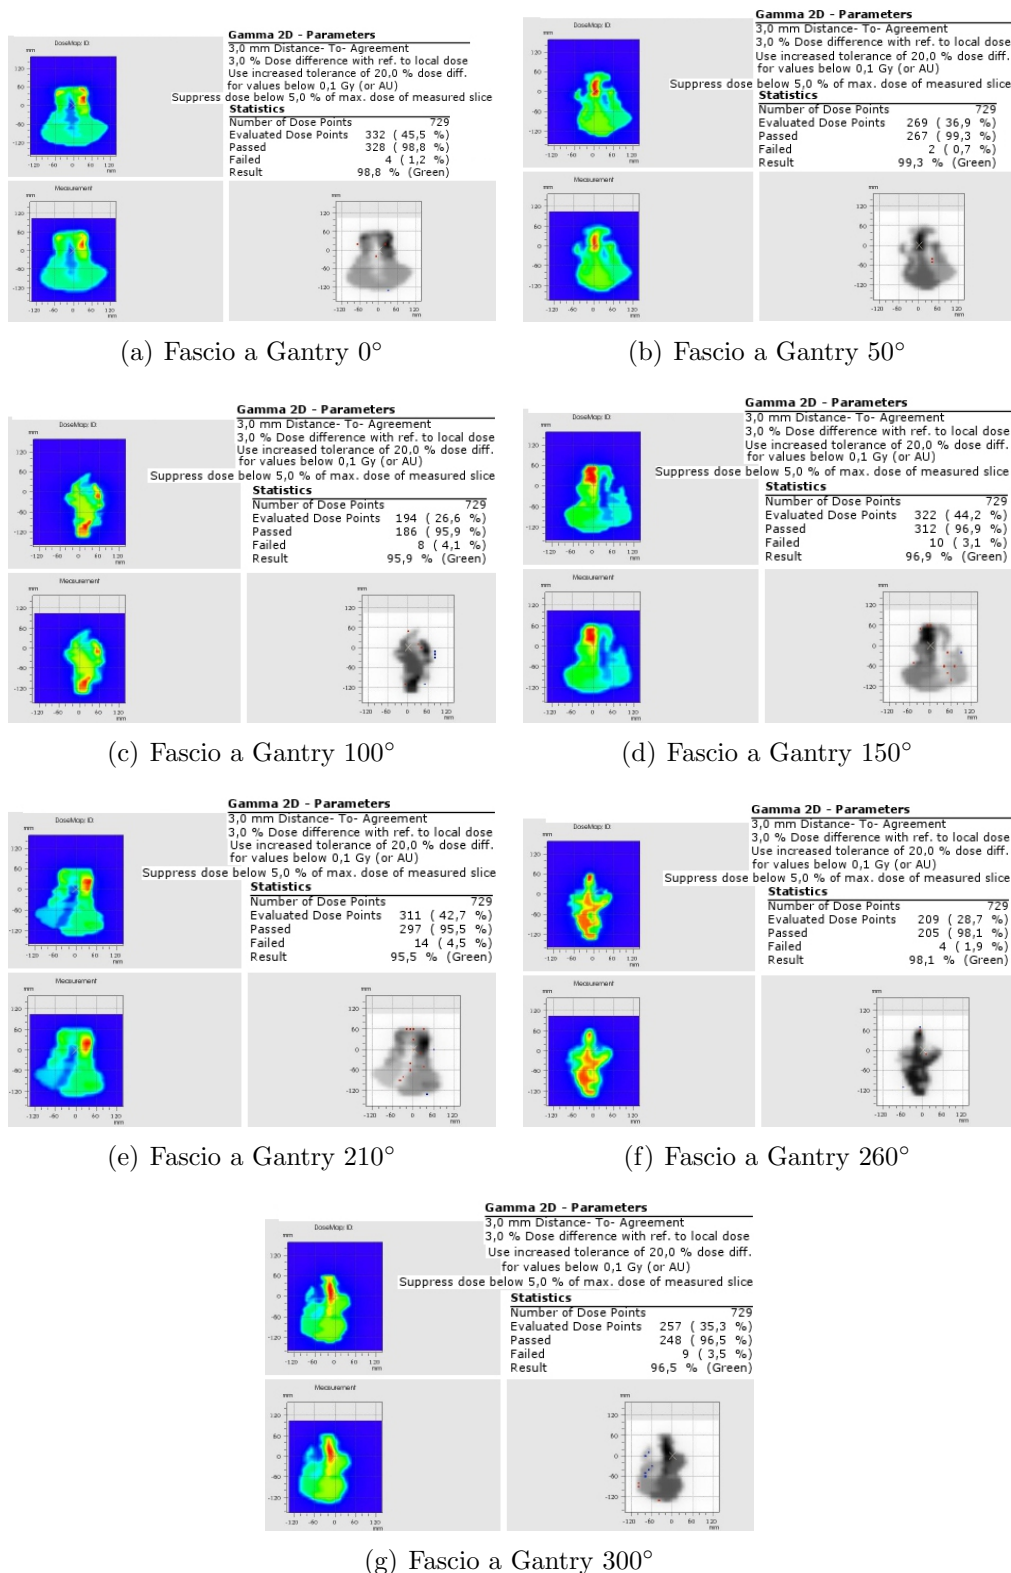 Gamma 2D - Parameters
DoseMap: ID:
3,0 mm Distance- To- Agreement
3,0 % Dose difference with ref. to local dose
Use increased tolerance of 20,0 % dose diff.
for values below 0,1 Gy (or AU)
Suppress dose below 5,0 % of max. dose of measured slice
Statistics
Number of Dose Points 729
Evaluated Dose Points 332 ( 45,5 %)
Passed 328 ( 98,8 %)
Failed 4 ( 1,2 %)
Result 98,8 % (Green)
Measurement
(a) Fascio a Gantry 0°
Gamma 2D - Parameters
DoseMap: ID:
3,0 mm Distance- To- Agreement
3,0 % Dose difference with ref. to local dose
Use increased tolerance of 20,0 % dose diff.
for values below 0,1 Gy (or AU)
Suppress dose below 5,0 % of max. dose of measured slice
Statistics
Number of Dose Points 729
Evaluated Dose Points 269 ( 36,9 %)
Passed 267 ( 99,3 %)
Failed 2 ( 0,7 %)
Result 99,3 % (Green)
Measurement
(b) Fascio a Gantry 50°
Gamma 2D - Parameters
DoseMap: ID:
3,0 mm Distance- To- Agreement
3,0 % Dose difference with ref. to local dose
Use increased tolerance of 20,0 % dose diff.
for values below 0,1 Gy (or AU)
Suppress dose below 5,0 % of max. dose of measured slice
Statistics
Number of Dose Points 729
Evaluated Dose Points 194 ( 26,6 %)
Passed 186 ( 95,9 %)
Failed 8 ( 4,1 %)
Result 95,9 % (Green)
Measurement
(c) Fascio a Gantry 100°
Gamma 2D - Parameters
DoseMap: ID:
3,0 mm Distance- To- Agreement
3,0 % Dose difference with ref. to local dose
Use increased tolerance of 20,0 % dose diff.
for values below 0,1 Gy (or AU)
Suppress dose below 5,0 % of max. dose of measured slice
Statistics
Number of Dose Points 729
Evaluated Dose Points 322 ( 44,2 %)
Passed 312 ( 96,9 %)
Failed 10 ( 3,1 %)
Result 96,9 % (Green)
Measurement
(d) Fascio a Gantry 150°
Gamma 2D - Parameters
DoseMap: ID:
3,0 mm Distance- To- Agreement
3,0 % Dose difference with ref. to local dose
Use increased tolerance of 20,0 % dose diff.
for values below 0,1 Gy (or AU)
Suppress dose below 5,0 % of max. dose of measured slice
Statistics
Number of Dose Points 729
Evaluated Dose Points 311 ( 42,7 %)
Passed 297 ( 95,5 %)
Failed 14 ( 4,5 %)
Result 95,5 % (Green)
Measurement
(e) Fascio a Gantry 210°
Gamma 2D - Parameters
DoseMap: ID:
3,0 mm Distance- To- Agreement
3,0 % Dose difference with ref. to local dose
Use increased tolerance of 20,0 % dose diff.
for values below 0,1 Gy (or AU)
Suppress dose below 5,0 % of max. dose of measured slice
Statistics
Number of Dose Points 729
Evaluated Dose Points 209 ( 28,7 %)
Passed 205 ( 98,1 %)
Failed 4 ( 1,9 %)
Result 98,1 % (Green)
Measurement
(f) Fascio a Gantry 260°
Gamma 2D - Parameters
DoseMap: ID:
3,0 mm Distance- To- Agreement
3,0 % Dose difference with ref. to local dose
Use increased tolerance of 20,0 % dose diff.
for values below 0,1 Gy (or AU)
Suppress dose below 5,0 % of max. dose of measured slice
Statistics
Number of Dose Points 729
Evaluated Dose Points 257 ( 35,3 %)
Passed 248 ( 96,5 %)
Failed 9 ( 3,5 %)
Result 96,5 % (Green)
Measurement
(g) Fascio a Gantry 300°